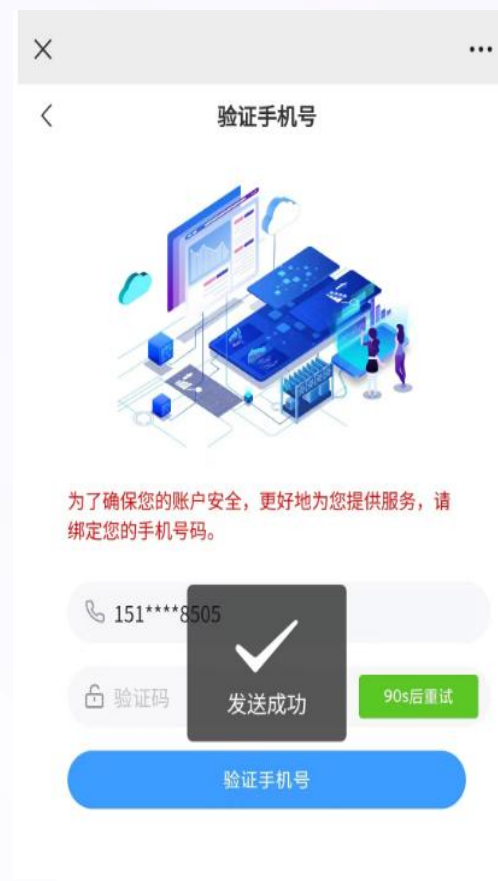 验证手机号
为了确保您的账户安全，更好地为您提供服务，请
绑定您的手机号码。
151****8505
验证码
发送成功
90s后重试
验证手机号